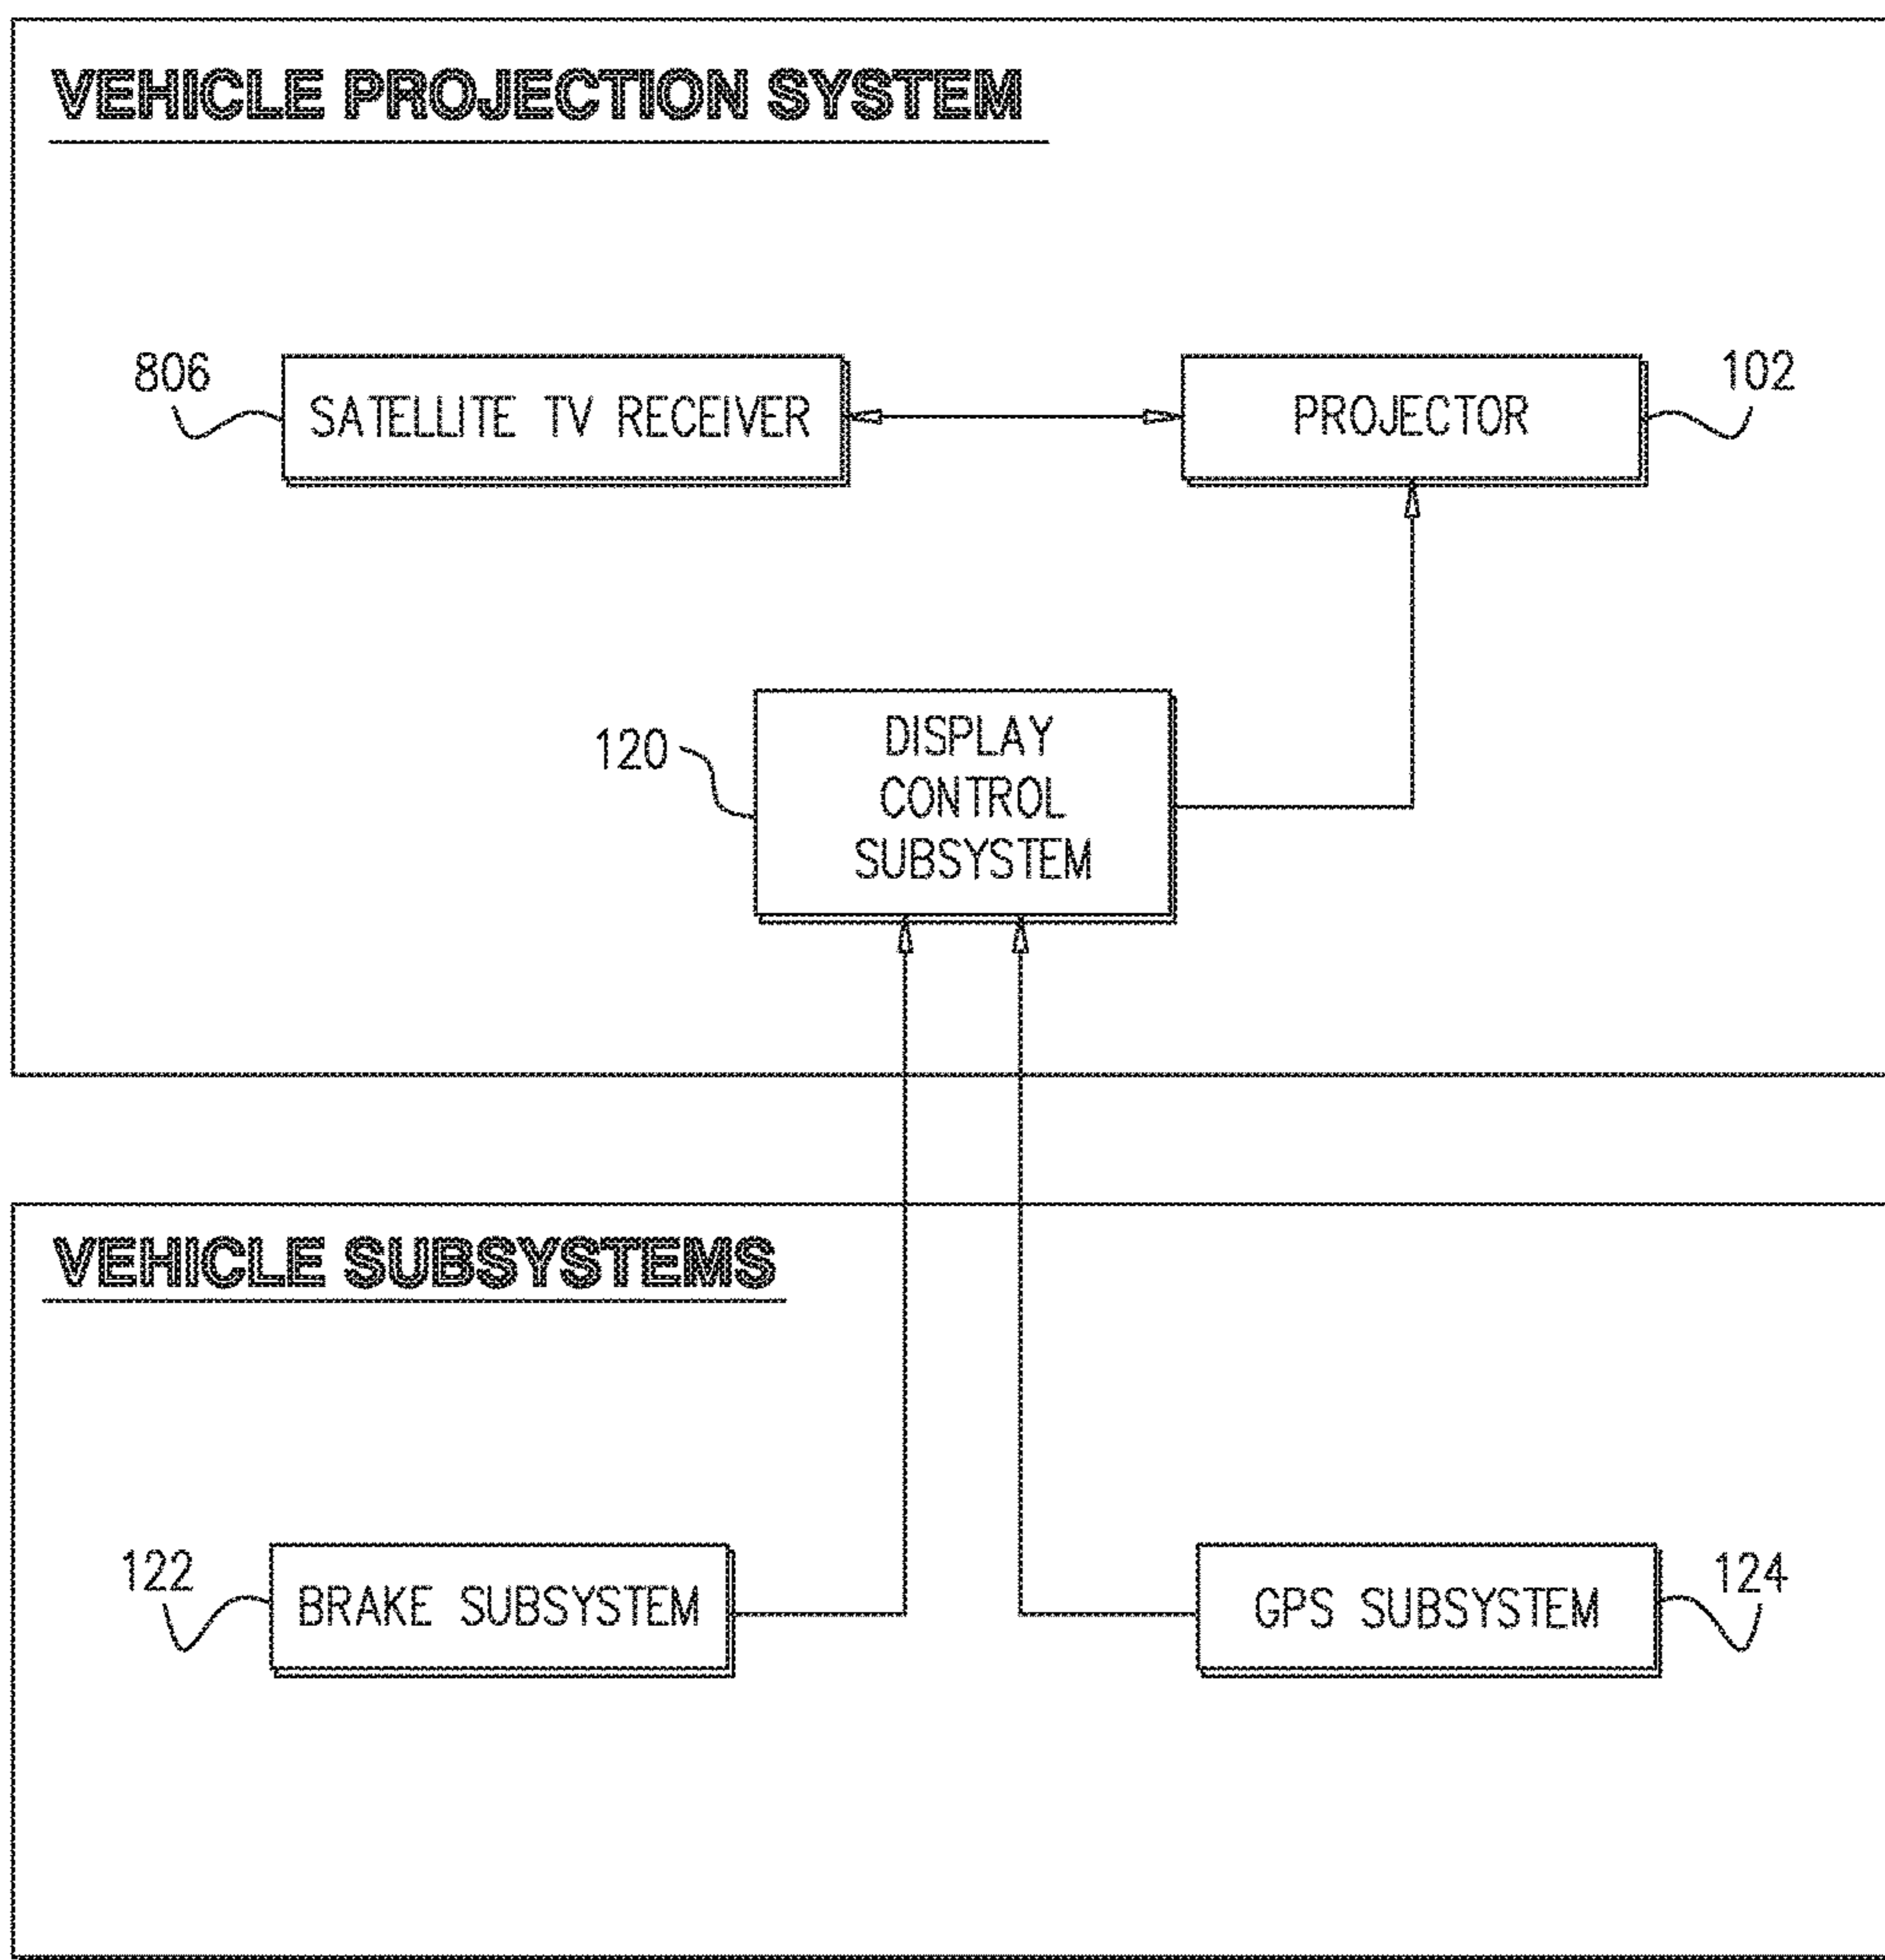 VEHICLE PROJECTION SYSTEM
806
SATELLITE TV RECEIVER
PROJECTOR
102
120
DISPLAY
CONTROL
SUBSYSTEM
VEHICLE SUBSYSTEMS
122
BRAKE SUBSYSTEM
GPS SUBSYSTEM
124